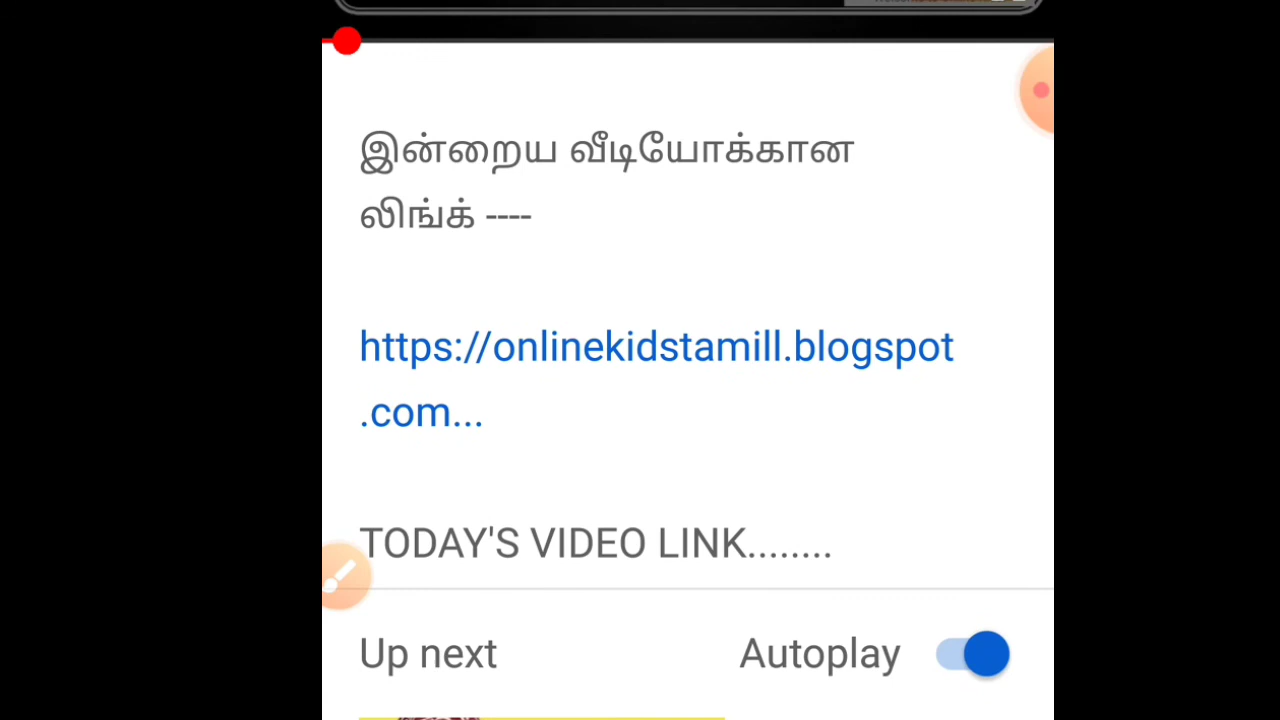 இன்றைய வீடியோக்கான
லிங்க் ----
https://onlinekidstamill.blogspot
.com...
TODAY'S VIDEO LINK........
Up next Autoplay